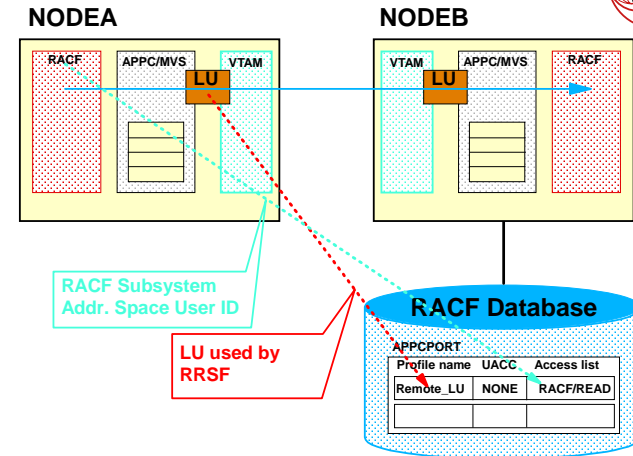 NODEA
NODEB
RACF
APPC/MVS
VTAM
LU
VTAM
APPC/MVS
RACF
LU
RACF Subsystem
Addr. Space User ID
LU used by
RRSF
RACF Database
APPCPORT
Profile name UACC Access list
Remote_LU NONE RACF/READ